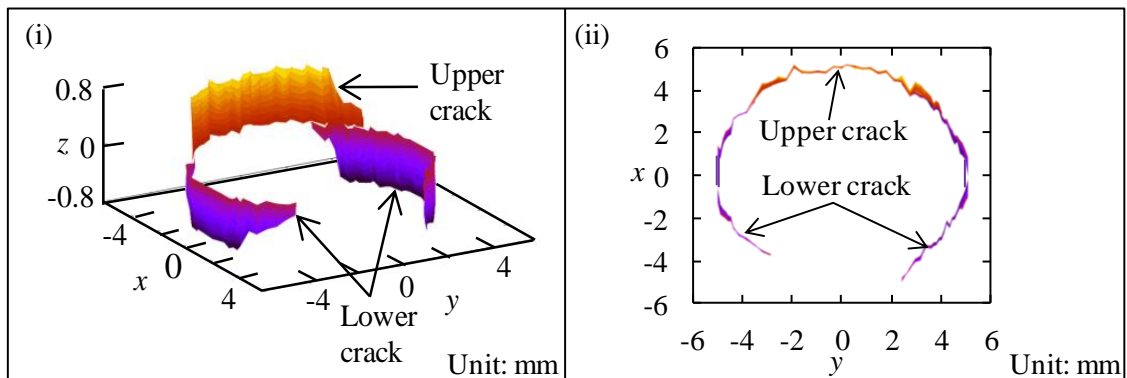 (i)
Upper
crack
0.8
z 0
-0.8
-4
x 0
4
-4
0
y
4
Lower
crack
Unit: mm
(ii)
6
4
2
x 0
-2
-4
-6
Upper crack
Lower crack
-6 -4 -2 0 2 4 6
y
Unit: mm